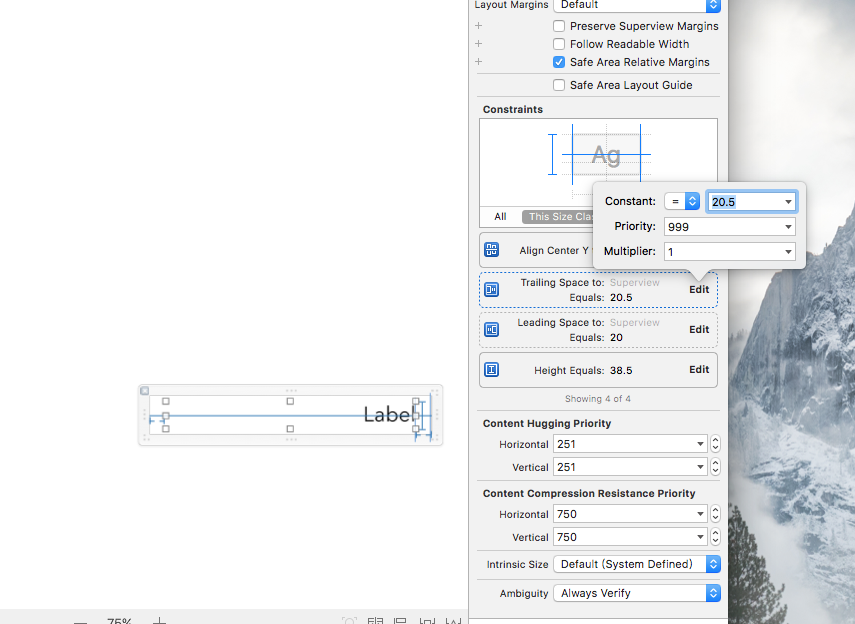 Layout Margins Default
Preserve Superview Margins
Follow Readable Width
Safe Area Relative Margins
Safe Area Layout Guide
Constraints
Ag
All This Size Cla
Constant: = 20.5
Priority: 999
Multiplier: 1
Align Center Y
Trailing Space to: Superview
Equals: 20.5
Edit
Leading Space to: Superview
Equals: 20
Edit
Height Equals: 38.5
Edit
Showing 4 of 4
Label
Content Hugging Priority
Horizontal 251
Vertical 251
Content Compression Resistance Priority
Horizontal 750
Vertical 750
Intrinsic Size Default (System Defined)
Ambiguity Always Verify
75%